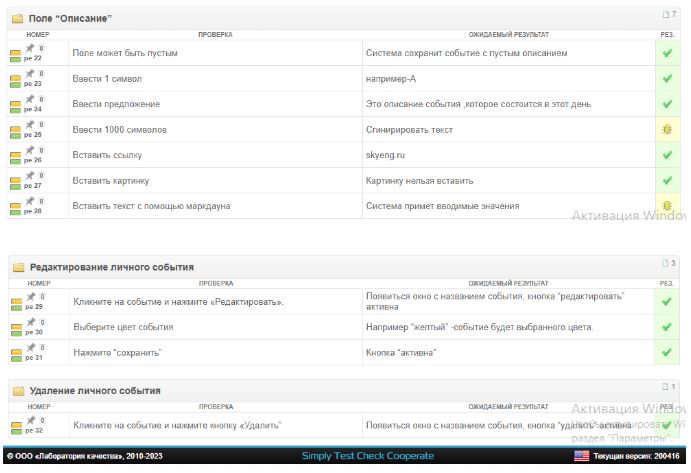 Поле “Описание”
7
НОМЕР ПРОВЕРКА ОЖИДАЕМЫЙ РЕЗУЛЬТАТ РЕЗ.
0
ре 22 Поле может быть пустым Система сохранит событие с пустым описанием
0
ре 23 Ввести 1 символ например-А
0
ре 24 Ввести предложение Это описание события ,которое состоится в этот день
0
ре 25 Ввести 1000 символов Сгинирировать текст
0
ре 26 Вставить ссылку skyeng.ru
0
ре 27 Вставить картинку Картинку нельзя вставить
0
ре 28 Вставить текст с помощью маркдауна Система примет вводимые значения
Активация Window
Редактирование личного события
3
НОМЕР ПРОВЕРКА ОЖИДАЕМЫЙ РЕЗУЛЬТАТ РЕЗ.
0
ре 29 Кликните на событие и нажмите «Редактировать». Появиться окно с названием события, кнопка “редактировать”
активна
0
ре 30 Выберите цвет события Например “желтый” -событие будет выбранного цвета.
0
ре 31 Нажмите “сохранить” Кнопка “активна”
Удаление личного события
1
НОМЕР ПРОВЕРКА ОЖИДАЕМЫЙ РЕЗУЛЬТАТ РЕЗ.
Активация Window
0
ре 32 Кликните на событие и нажмите кнопку «Удалить” Появиться окно с названием события, кнопка “удалить” активна
Чтобы активировать Wi
раздел "Параметры".
© ООО «Лаборатория качества», 2010-2023 Simply Test Check Cooperate Текущая версия: 200416